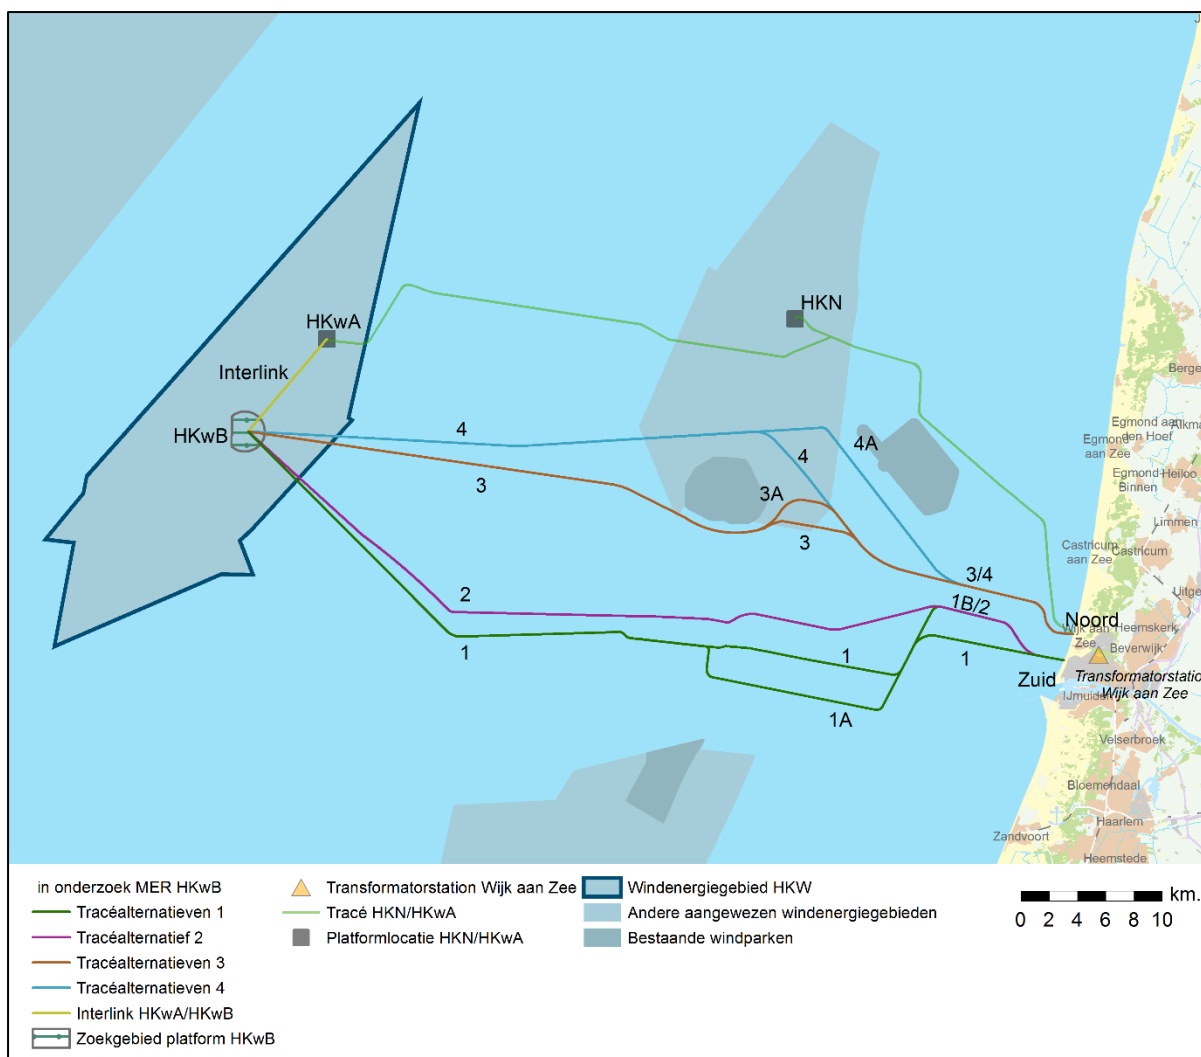 J
HKN
HKwA
Interlink
HKwB
4
4A
4
3
3A
3
3/4
1B/2
2
1
1
1
1A
Noord
Zuid
Transformatorstation
Wijk aan Zee
Berge
Egmond aan
den Hoef
Alkma
Egmond
aan Zee
Egmond
Binnen
Heiloo
Limmen
Castricum
aan Zee
Castricum
Uitge
Wijk aan
Zee
Heemskerk
Beverwijk
IJmuiden
Velserbroek
Bloemendaal
Haarlem
Zandvoort
Heemstede
in onderzoek MER HKwB
Tracéalternatieven 1
Tracéalternatief 2
Tracéalternatieven 3
Tracéalternatieven 4
Interlink HKwA/HKwB
Zoekgebied platform HKwB
Transformatorstation Wijk aan Zee
Tracé HKN/HKwA
Platformlocatie HKN/HKwA
Windenergiegebied HKW
Andere aangewezen windenergiegebieden
Bestaande windparken
km.
0 2 4 6 8 10